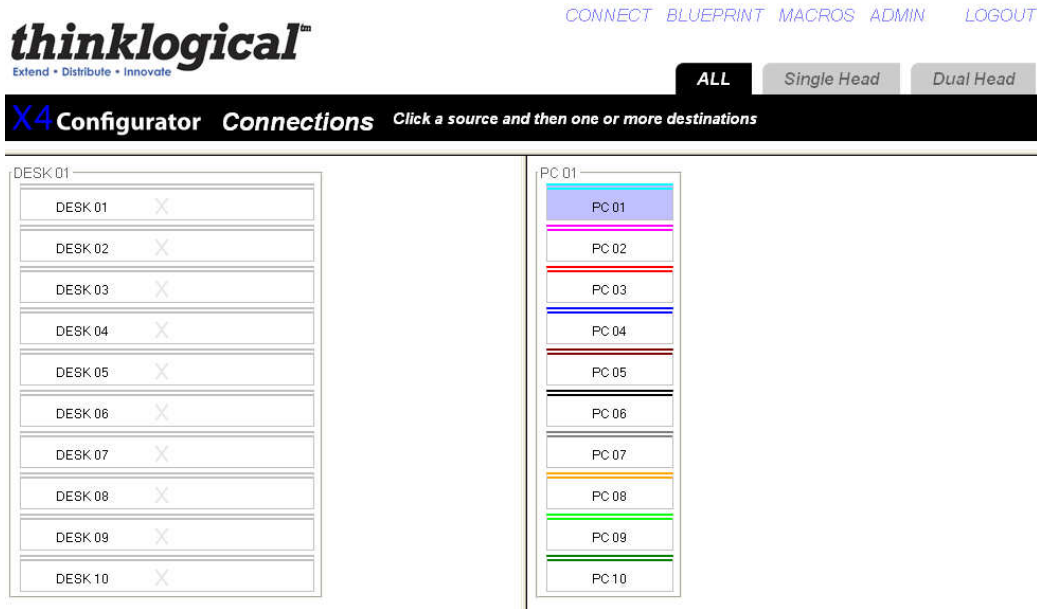 CONNECT BLUEPRINT MACROS ADMIN LOGOUT
thinklogical™
Extend • Distribute • Innovate
ALL Single Head Dual Head
X4 Configurator Connections Click a source and then one or more destinations
DESK 01
DESK 01 X
DESK 02 X
DESK 03 X
DESK 04 X
DESK 05 X
DESK 06 X
DESK 07 X
DESK 08 X
DESK 09 X
DESK 10 X
PC 01
PC 01
PC 02
PC 03
PC 04
PC 05
PC 06
PC 07
PC 08
PC 09
PC 10